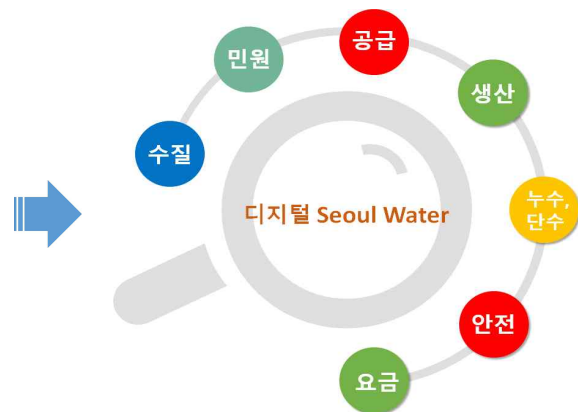 공급
민원
생산
수질
누수,
단수
디지털 Seoul Water
안전
요금